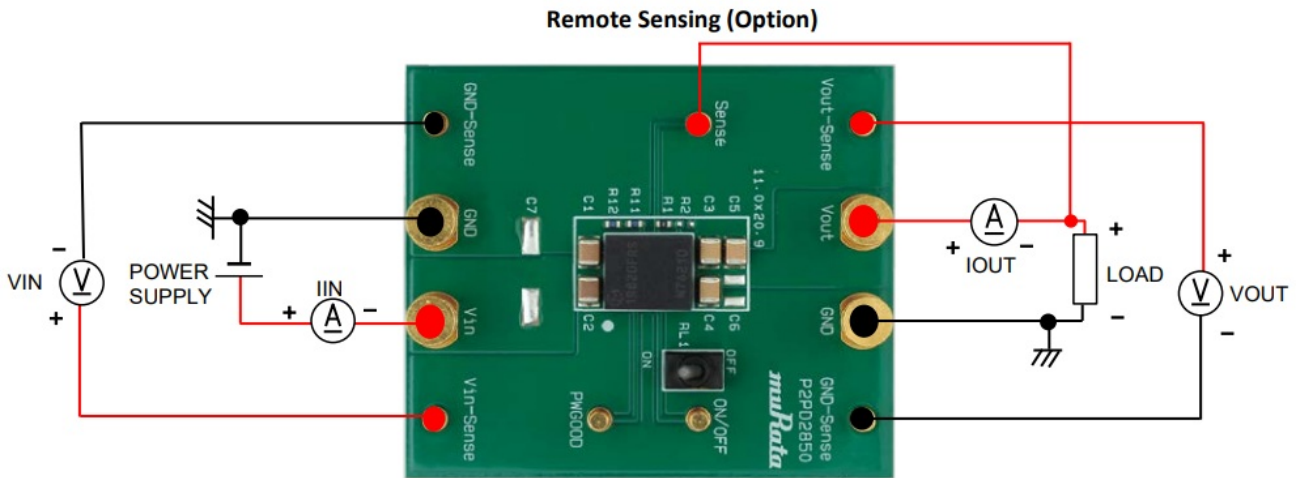 Remote Sensing (Option)
GND-Sense
Sense
Vout-Sense
11.0x20.9
GND
C7
C1
R12
R11
R1
R2
C3
C5
Vout
VIN
V
POWER
SUPPLY
IIN
A
Vin
A
IOUT
LOAD
V
VOUT
C2
C4
C6
GND
RL1
ON
OFF
Vin-Sense
PWGOOD
ON/OFF
muRata
P2PD2850
GND-Sense